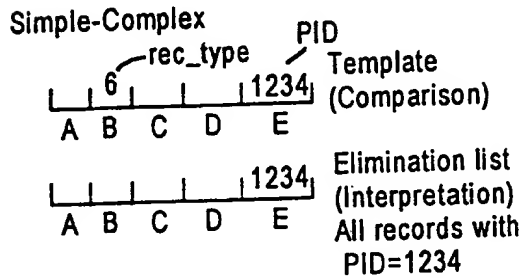 Simple-Complex
PID
rec_type
6 1234 Template
(Comparison)
A B C D E
1234 Elimination list
(Interpretation)
A B C D E
All records with
PID=1234